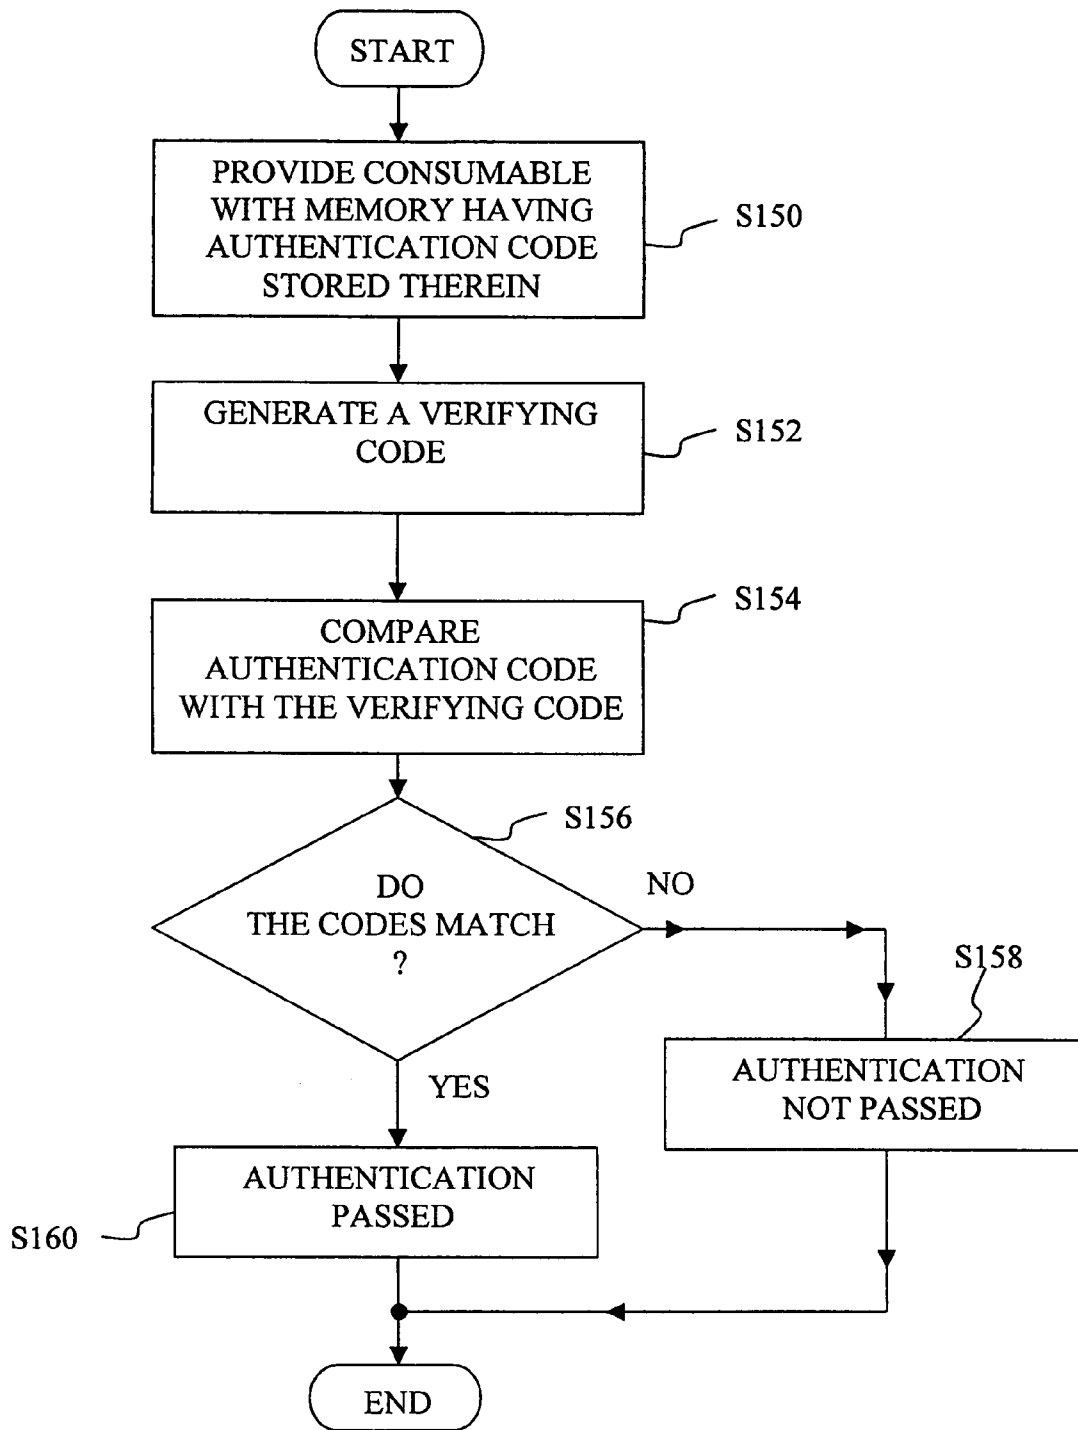 START
PROVIDE CONSUMABLE
WITH MEMORY HAVING
AUTHENTICATION CODE
STORED THEREIN
S150
GENERATE A VERIFYING
CODE
S152
COMPARE
AUTHENTICATION CODE
WITH THE VERIFYING CODE
S154
DO
THE CODES MATCH
?
S156
NO
YES
S158
AUTHENTICATION
NOT PASSED
AUTHENTICATION
PASSED
S160
END